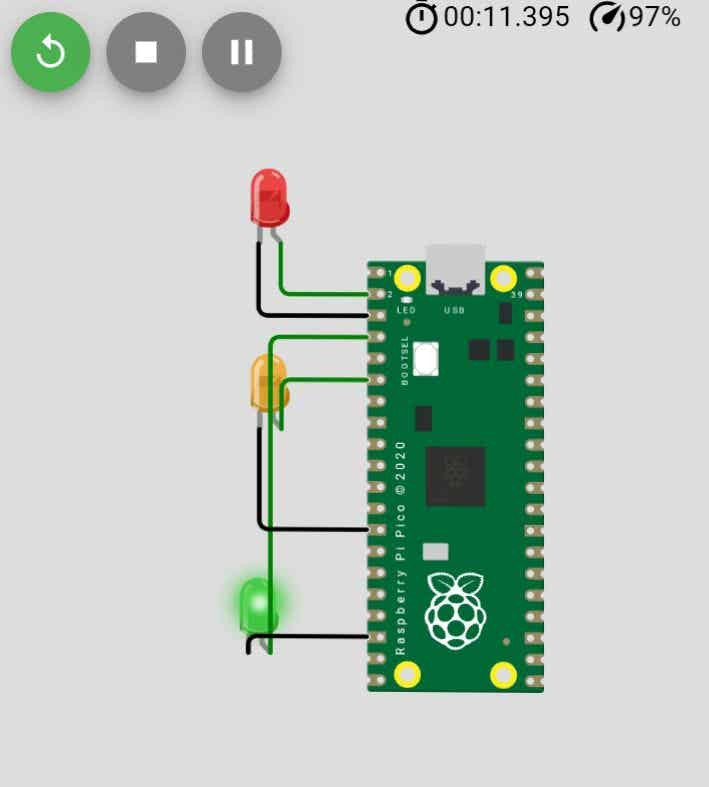 00:11.395 97%
1
2
39
LED USB
BOOTSEL
Raspberry Pi Pico © 2020